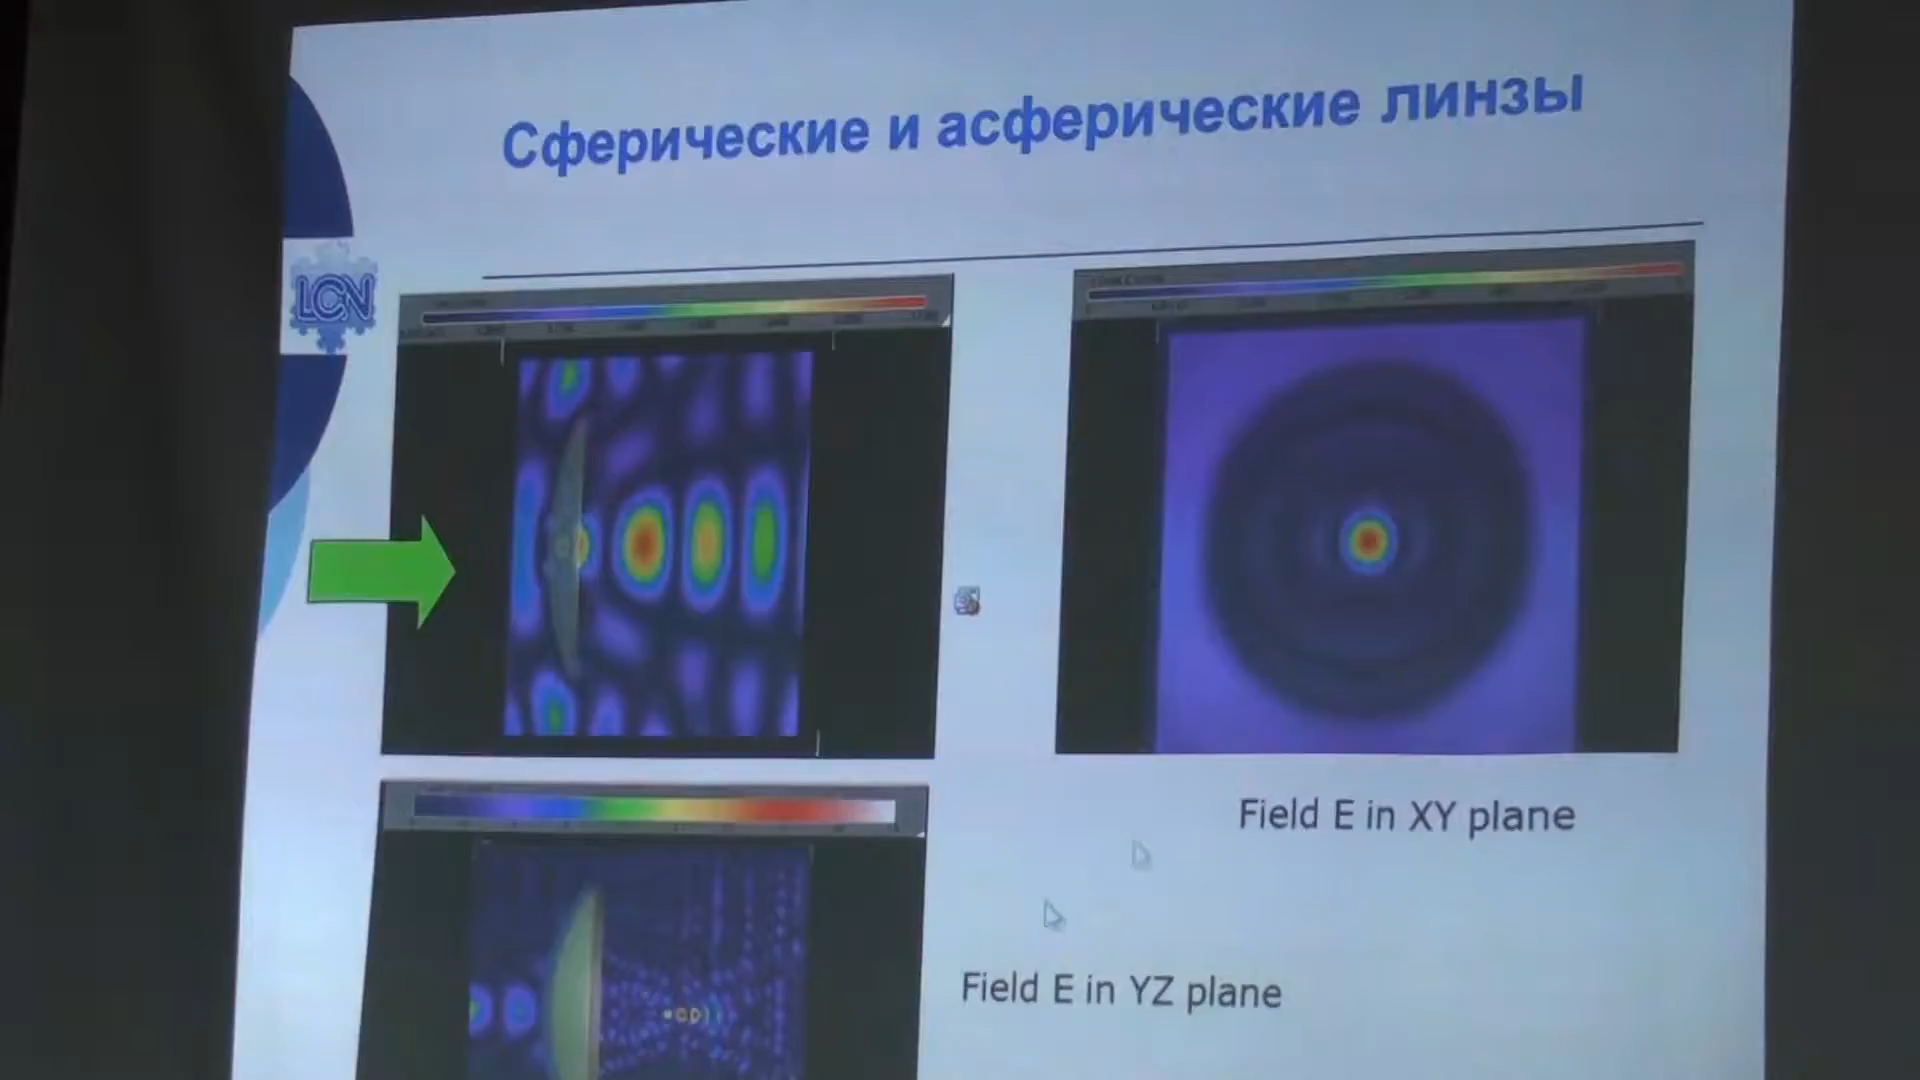 Сферические и асферические линзы
LCN
Field E in XY plane
Field E in YZ plane